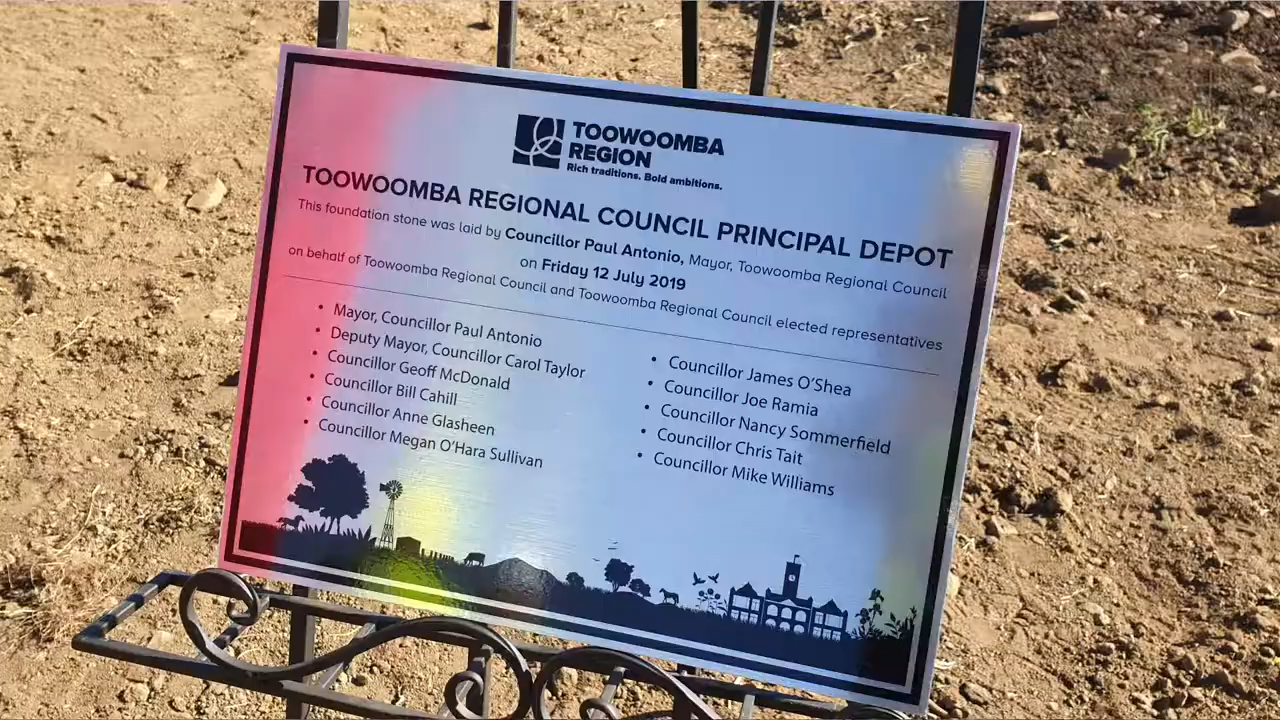 TOOWOOMBA
REGION
Rich traditions. Bold ambitions.
TOOWOOMBA REGIONAL COUNCIL PRINCIPAL DEPOT
This foundation stone was laid by Councillor Paul Antonio, Mayor, Toowoomba Regional Council
on Friday 12 July 2019
on behalf of Toowoomba Regional Council and Toowoomba Regional Council elected representatives
• Mayor, Councillor Paul Antonio
• Deputy Mayor, Councillor Carol Taylor
• Councillor Geoff McDonald
• Councillor Bill Cahill
• Councillor Anne Glasheen
• Councillor Megan O'Hara Sullivan
• Councillor James O'Shea
• Councillor Joe Ramia
• Councillor Nancy Sommerfield
• Councillor Chris Tait
• Councillor Mike Williams